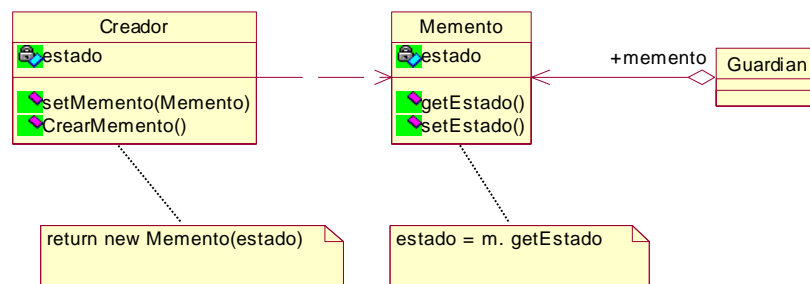 Creador
estado
setMemento(Memento)
CrearMemento()
Memento
estado
getEstado()
setEstado()
+memento
Guardian
return new Memento(estado)
estado = m. getEstado